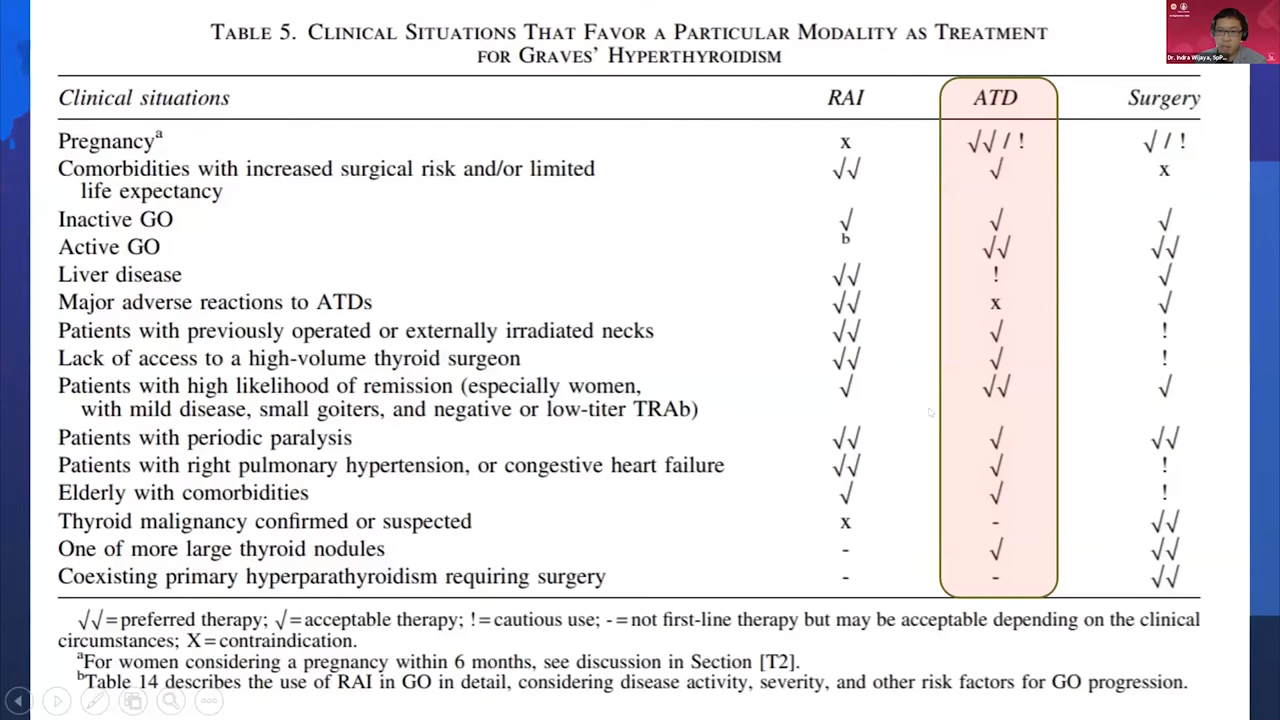 TABLE 5. CLINICAL SITUATIONS THAT FAVOR A PARTICULAR MODALITY AS TREATMENT
FOR GRAVES' HYPERTHYROIDISM
Clinical situations RAI ATD Surgery
Pregnancyᵃ x √√ / ! √ / !
Comorbidities with increased surgical risk and/or limited
life expectancy √√ √ x
Inactive GO √ √ √
Active GO b √√ √√
Liver disease √√ ! √
Major adverse reactions to ATDs √√ x √
Patients with previously operated or externally irradiated necks √√ √ !
Lack of access to a high-volume thyroid surgeon √√ √ !
Patients with high likelihood of remission (especially women,
with mild disease, small goiters, and negative or low-titer TRAb) √ √√ √
Patients with periodic paralysis √√ √ √√
Patients with right pulmonary hypertension, or congestive heart failure √√ √ !
Elderly with comorbidities √ √ !
Thyroid malignancy confirmed or suspected x - √√
One of more large thyroid nodules - √ √√
Coexisting primary hyperparathyroidism requiring surgery - - √√
√√ = preferred therapy; √ = acceptable therapy; ! = cautious use; - = not first-line therapy but may be acceptable depending on the clinical
circumstances; X = contraindication.
ᵃFor women considering a pregnancy within 6 months, see discussion in Section [T2].
ᵇTable 14 describes the use of RAI in GO in detail, considering disease activity, severity, and other risk factors for GO progression.
Dr. Indra Wijaya, SpP...